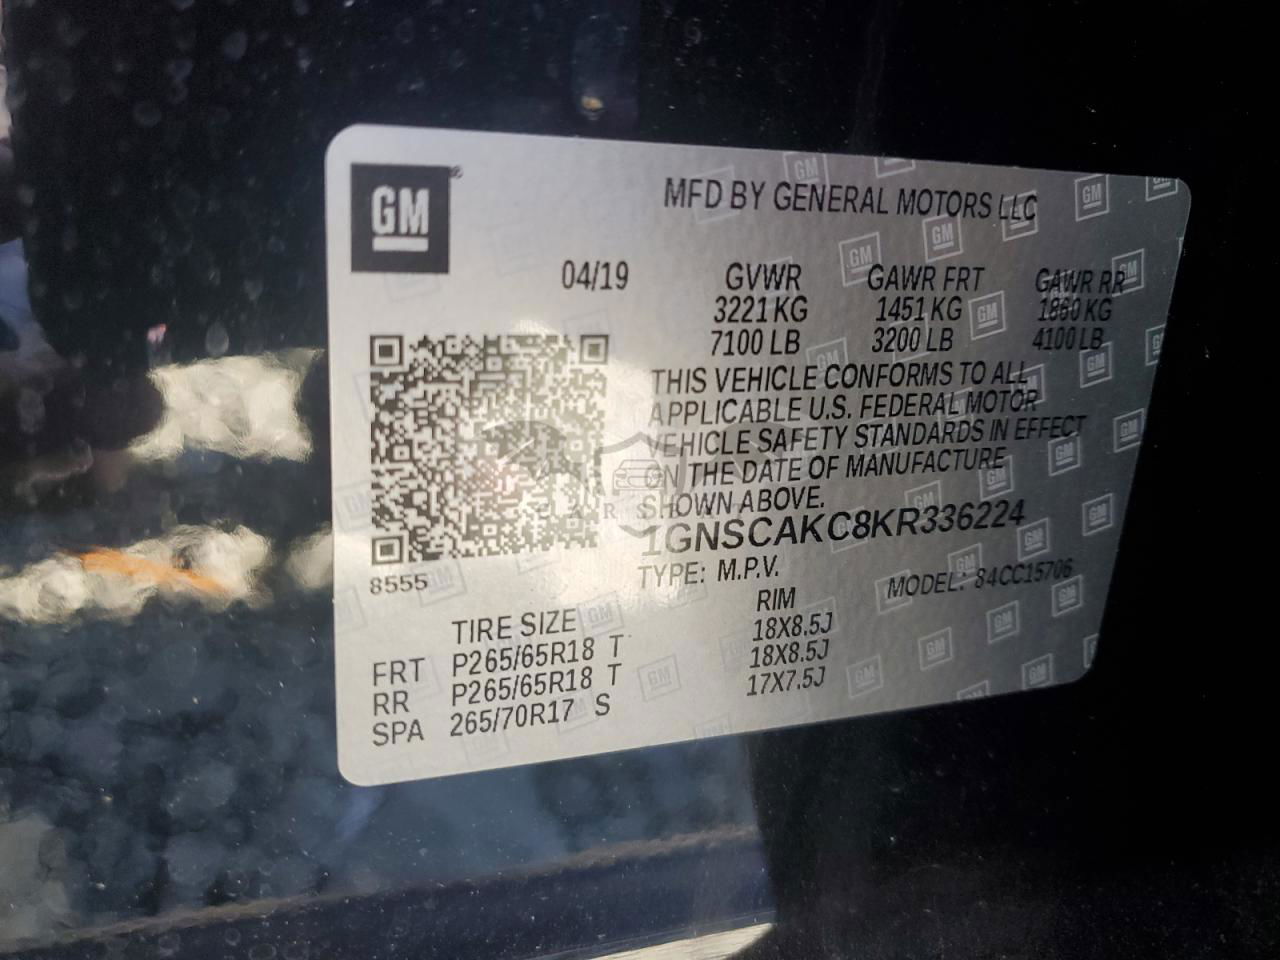 GM
MFD BY GENERAL MOTORS LLC
04/19 GVWR GAWR FRT GAWR RR
3221 KG 1451 KG 1860 KG
7100 LB 3200 LB 4100 LB
THIS VEHICLE CONFORMS TO ALL
APPLICABLE U.S. FEDERAL MOTOR
VEHICLE SAFETY STANDARDS IN EFFECT
ON THE DATE OF MANUFACTURE
SHOWN ABOVE.
1GNSCAKC8KR336224
8555 TYPE: M.P.V. MODEL: 84CC15706
TIRE SIZE RIM
FRT P265/65R18 T 18X8.5J
RR P265/65R18 T 18X8.5J
SPA 265/70R17 S 17X7.5J